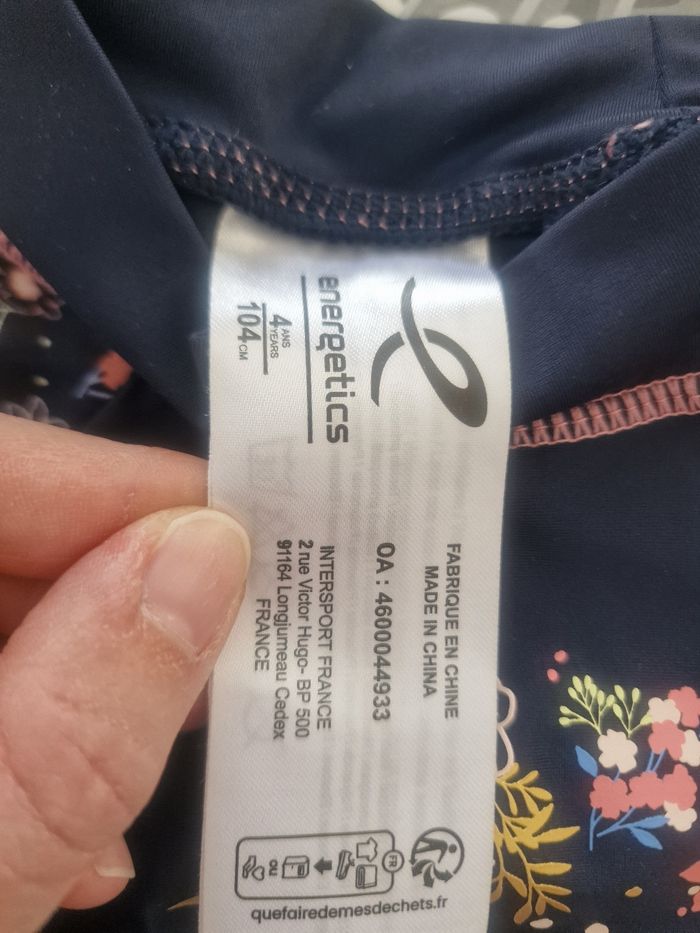 energetics
4 ANS
YEARS
104 CM
FABRIQUE EN CHINE
MADE IN CHINA
OA : 4600044933
INTERSPORT FRANCE
2 rue Victor Hugo- BP 500
91164 Longjumeau Cedex
FRANCE
FR
OU
quefairedemesdechets.fr